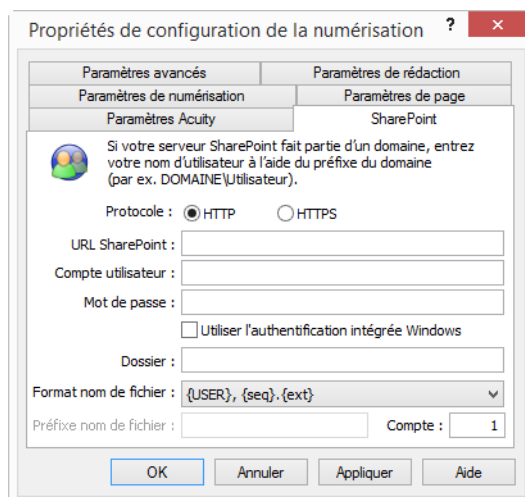 Propriétés de configuration de la numérisation ? ×
Paramètres avancés Paramètres de rédaction
Paramètres de numérisation Paramètres de page
Paramètres Acuity SharePoint
Si votre serveur SharePoint fait partie d'un domaine, entrez
votre nom d'utilisateur à l'aide du préfixe du domaine
(par ex. DOMAINE\Utilisateur).
Protocole : HTTP HTTPS
URL SharePoint :
Compte utilisateur :
Mot de passe :
Utiliser l'authentification intégrée Windows
Dossier :
Format nom de fichier : {USER}, {seq}.{ext}
Préfixe nom de fichier : Compte : 1
OK Annuler Appliquer Aide